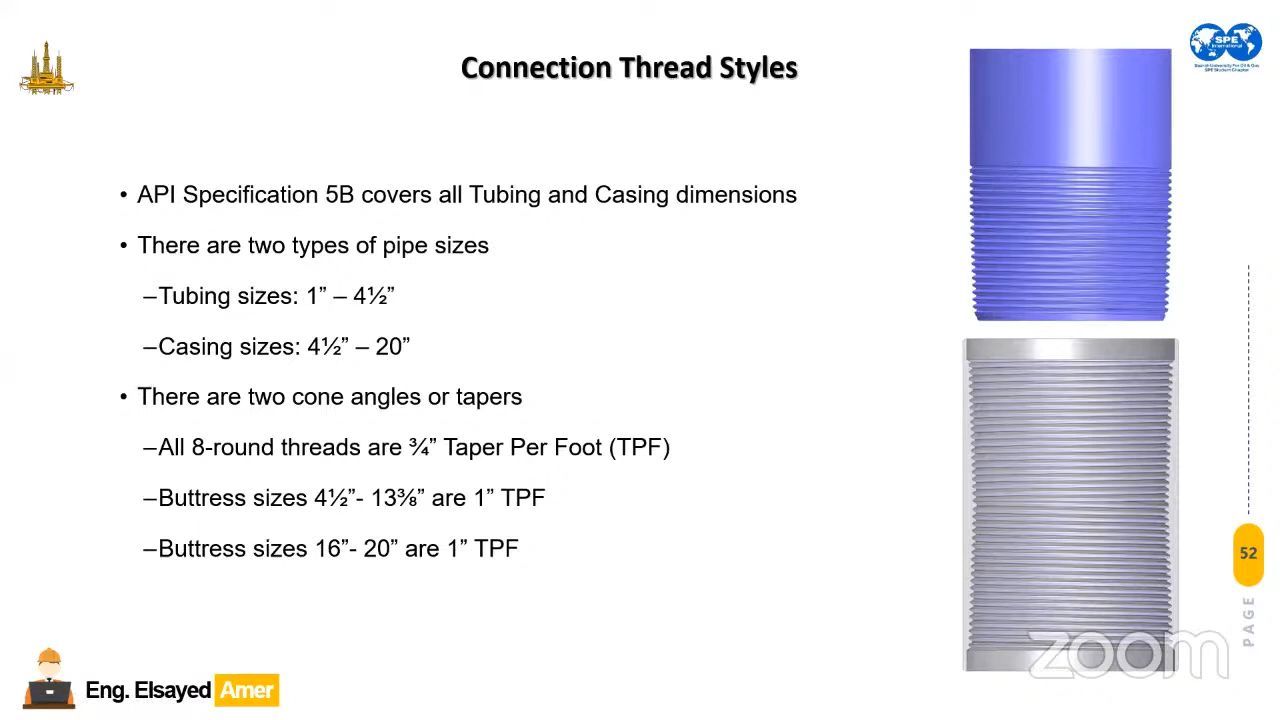 Connection Thread Styles
SPE
International
• API Specification 5B covers all Tubing and Casing dimensions
• There are two types of pipe sizes
–Tubing sizes: 1” – 4½”
–Casing sizes: 4½” – 20”
• There are two cone angles or tapers
–All 8-round threads are ¾” Taper Per Foot (TPF)
–Buttress sizes 4½”- 13⅜” are 1” TPF
–Buttress sizes 16”- 20” are 1” TPF
52
PAGE
zoom
Eng. Elsayed Amer